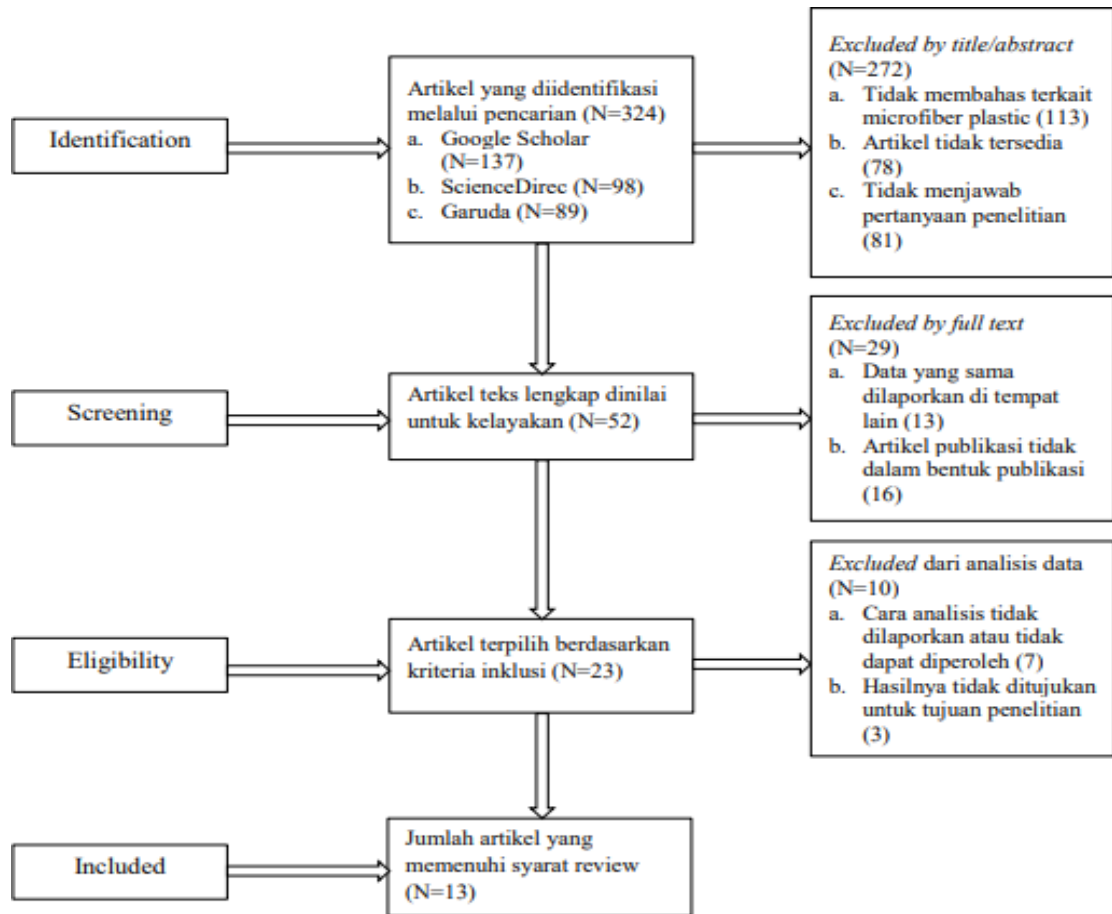 Identification
Artikel yang diidentifikasi
melalui pencarian (N=324)
a. Google Scholar
(N=137)
b. ScienceDirec (N=98)
c. Garuda (N=89)
Excluded by title/abstract
(N=272)
a. Tidak membahas terkait
microfiber plastic (113)
b. Artikel tidak tersedia
(78)
c. Tidak menjawab
pertanyaan penelitian
(81)
Screening
Artikel teks lengkap dinilai
untuk kelayakan (N=52)
Excluded by full text
(N=29)
a. Data yang sama
dilaporkan di tempat
lain (13)
b. Artikel publikasi tidak
dalam bentuk publikasi
(16)
Eligibility
Artikel terpilih berdasarkan
kriteria inklusi (N=23)
Excluded dari analisis data
(N=10)
a. Cara analisis tidak
dilaporkan atau tidak
dapat diperoleh (7)
b. Hasilnya tidak ditujukan
untuk tujuan penelitian
(3)
Included
Jumlah artikel yang
memenuhi syarat review
(N=13)